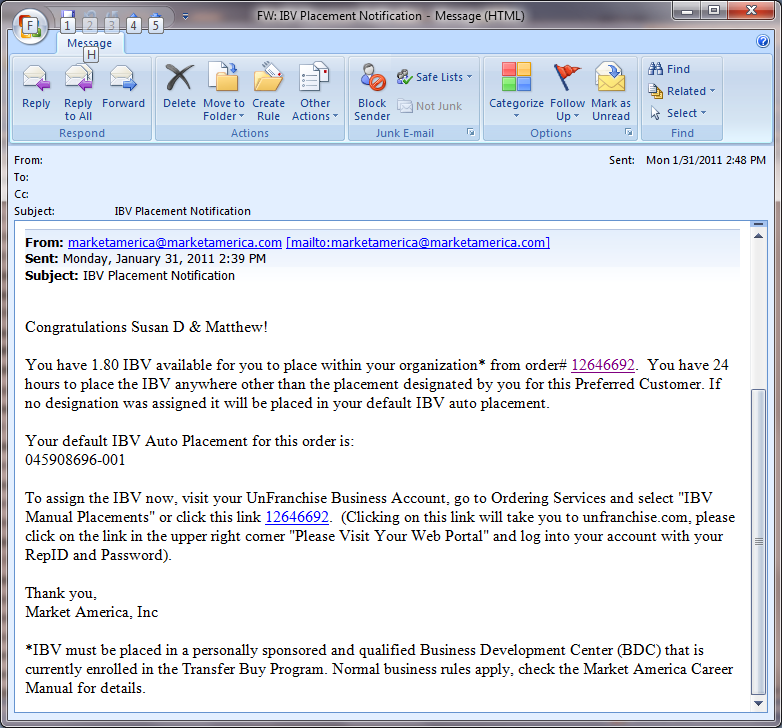 FW: IBV Placement Notification - Message (HTML)
F 1 2 3 4 5
Message
H
Reply
Reply to All
Forward
Respond
Delete
Move to Folder
Create Rule
Other Actions
Actions
Block Sender
Safe Lists
Not Junk
Junk E-mail
Categorize
Follow Up
Mark as Unread
Options
Find
Related
Select
Find
From:
Sent: Mon 1/31/2011 2:48 PM
To:
Cc:
Subject: IBV Placement Notification
From: marketamerica@marketamerica.com [mailto:marketamerica@marketamerica.com]
Sent: Monday, January 31, 2011 2:39 PM
Subject: IBV Placement Notification
Congratulations Susan D & Matthew!
You have 1.80 IBV available for you to place within your organization* from order# 12646692. You have 24
hours to place the IBV anywhere other than the placement designated by you for this Preferred Customer. If
no designation was assigned it will be placed in your default IBV auto placement.
Your default IBV Auto Placement for this order is:
045908696-001
To assign the IBV now, visit your UnFranchise Business Account, go to Ordering Services and select "IBV
Manual Placements" or click this link 12646692. (Clicking on this link will take you to unfranchise.com, please
click on the link in the upper right corner "Please Visit Your Web Portal" and log into your account with your
RepID and Password).
Thank you,
Market America, Inc
*IBV must be placed in a personally sponsored and qualified Business Development Center (BDC) that is
currently enrolled in the Transfer Buy Program. Normal business rules apply, check the Market America Career
Manual for details.